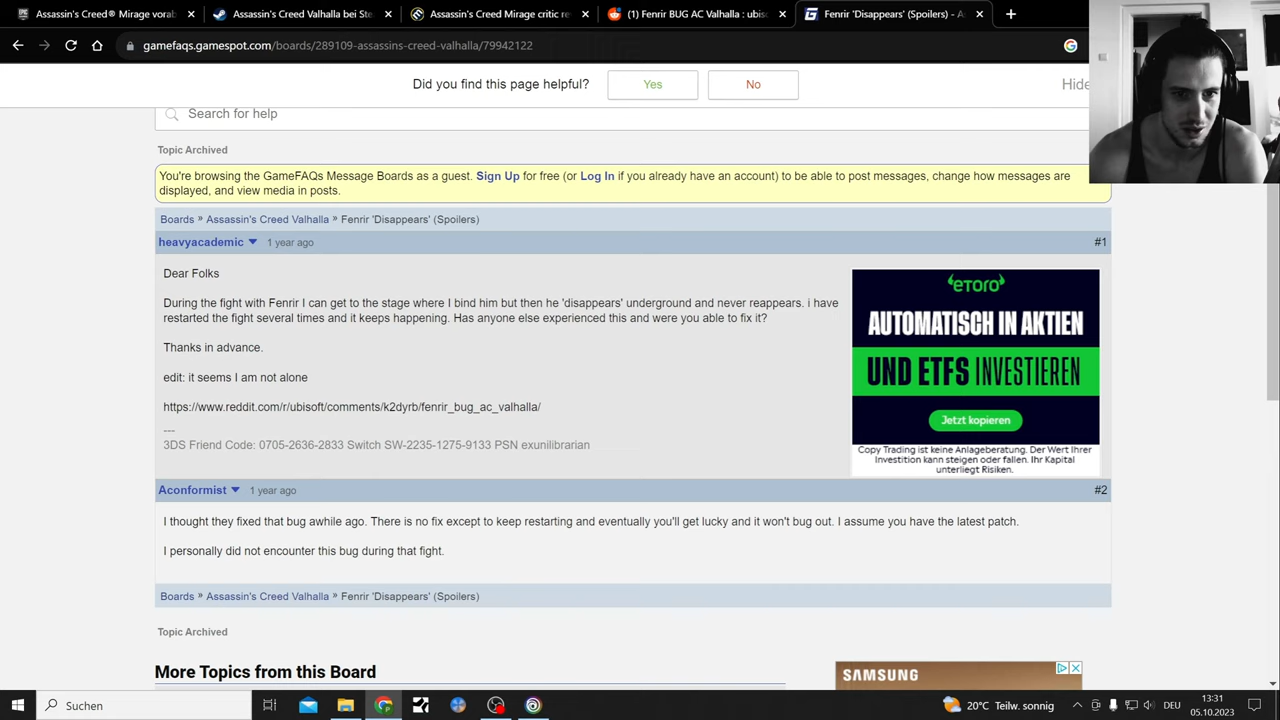 Assassin's Creed® Mirage vorab
Assassin's Creed Valhalla bei Ste
Assassin's Creed Mirage critic re
(1) Fenrir BUG AC Valhalla : ubis
Fenrir 'Disappears' (Spoilers) - A
gamefaqs.gamespot.com/boards/289109-assassins-creed-valhalla/79942122
Did you find this page helpful?
Yes
No
Hide
Search for help
Topic Archived
You're browsing the GameFAQs Message Boards as a guest. Sign Up for free (or Log In if you already have an account) to be able to post messages, change how messages are
displayed, and view media in posts.
Boards » Assassin's Creed Valhalla » Fenrir 'Disappears' (Spoilers)
heavyacademic 1 year ago #1
Dear Folks
During the fight with Fenrir I can get to the stage where I bind him but then he 'disappears' underground and never reappears. i have
restarted the fight several times and it keeps happening. Has anyone else experienced this and were you able to fix it?
Thanks in advance.
edit: it seems I am not alone
https://www.reddit.com/r/ubisoft/comments/k2dyrb/fenrir_bug_ac_valhalla/
---
3DS Friend Code: 0705-2636-2833 Switch SW-2235-1275-9133 PSN exunilibrarian
eToro
AUTOMATISCH IN AKTIEN
UND ETFS INVESTIEREN
Jetzt kopieren
Copy Trading ist keine Anlageberatung. Der Wert Ihrer
Investition kann steigen oder fallen. Ihr Kapital
unterliegt Risiken.
Aconformist 1 year ago #2
I thought they fixed that bug awhile ago. There is no fix except to keep restarting and eventually you'll get lucky and it won't bug out. I assume you have the latest patch.
I personally did not encounter this bug during that fight.
Boards » Assassin's Creed Valhalla » Fenrir 'Disappears' (Spoilers)
Topic Archived
More Topics from this Board
SAMSUNG
Suchen
20°C Teilw. sonnig
DEU
13:31
05.10.2023